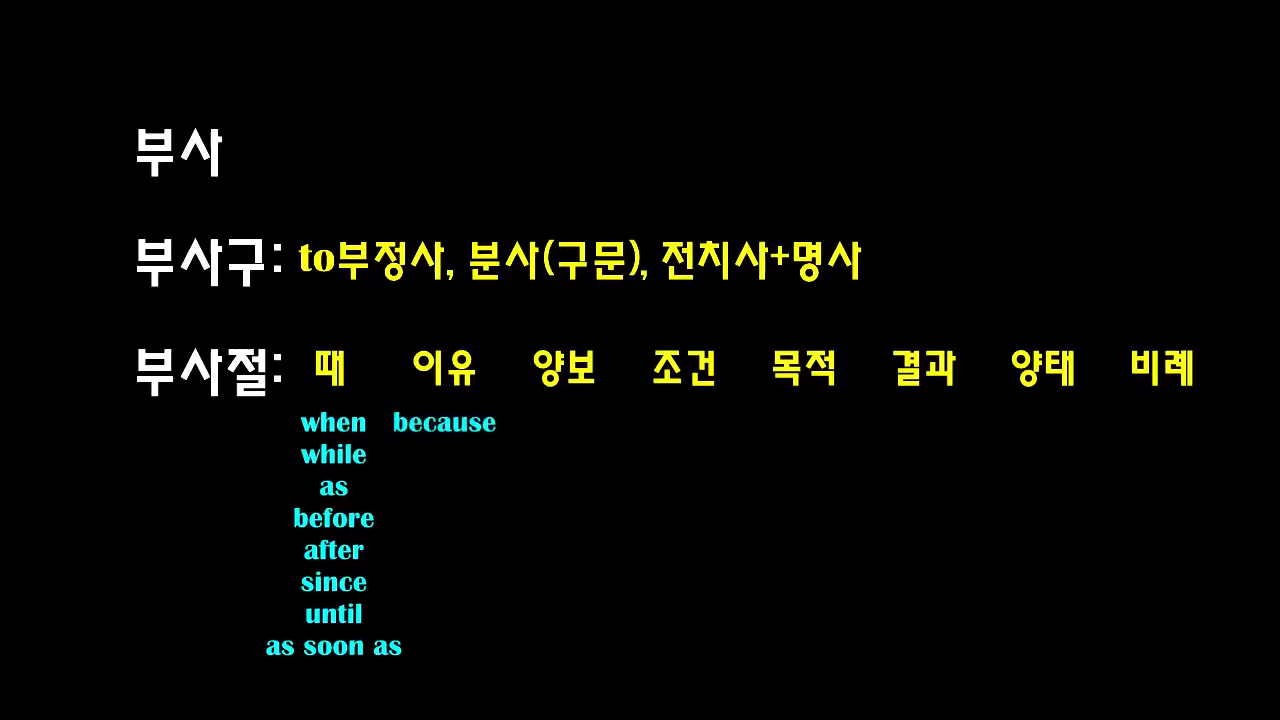 부사
부사구: to부정사, 분사(구문), 전치사+명사
부사절: 때 이유 양보 조건 목적 결과 양태 비례
when because
while
as
before
after
since
until
as soon as